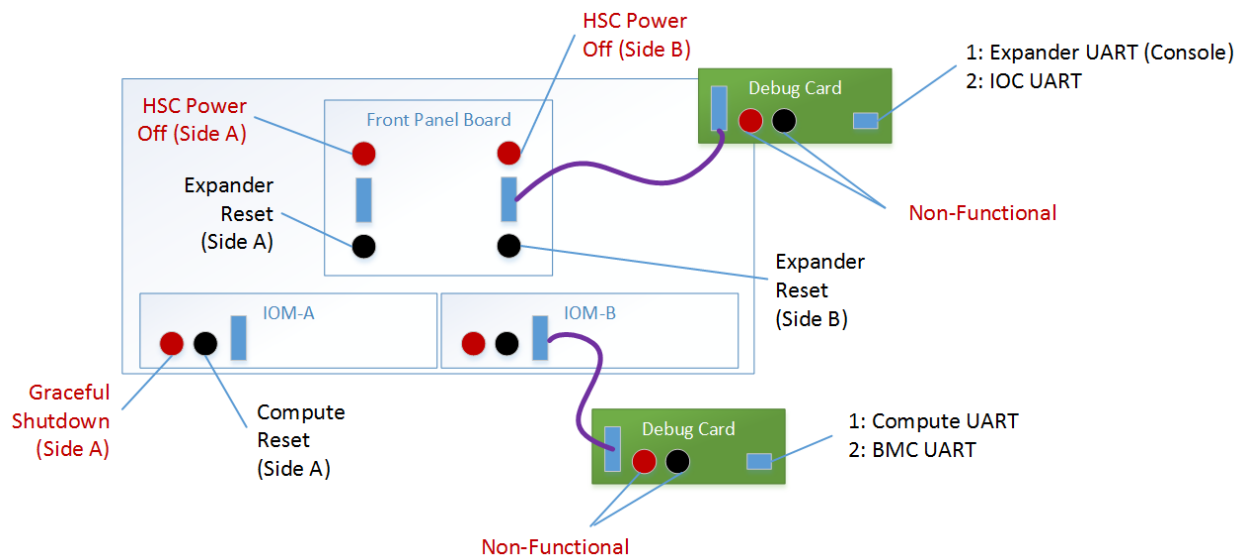 HSC Power
Off (Side B)
1: Expander UART (Console)
2: IOC UART
Debug Card
HSC Power
Off (Side A)
Front Panel Board
Expander
Reset
(Side A)
Non-Functional
Expander
Reset
(Side B)
IOM-A
IOM-B
Graceful
Shutdown
(Side A)
Compute
Reset
(Side A)
Debug Card
1: Compute UART
2: BMC UART
Non-Functional